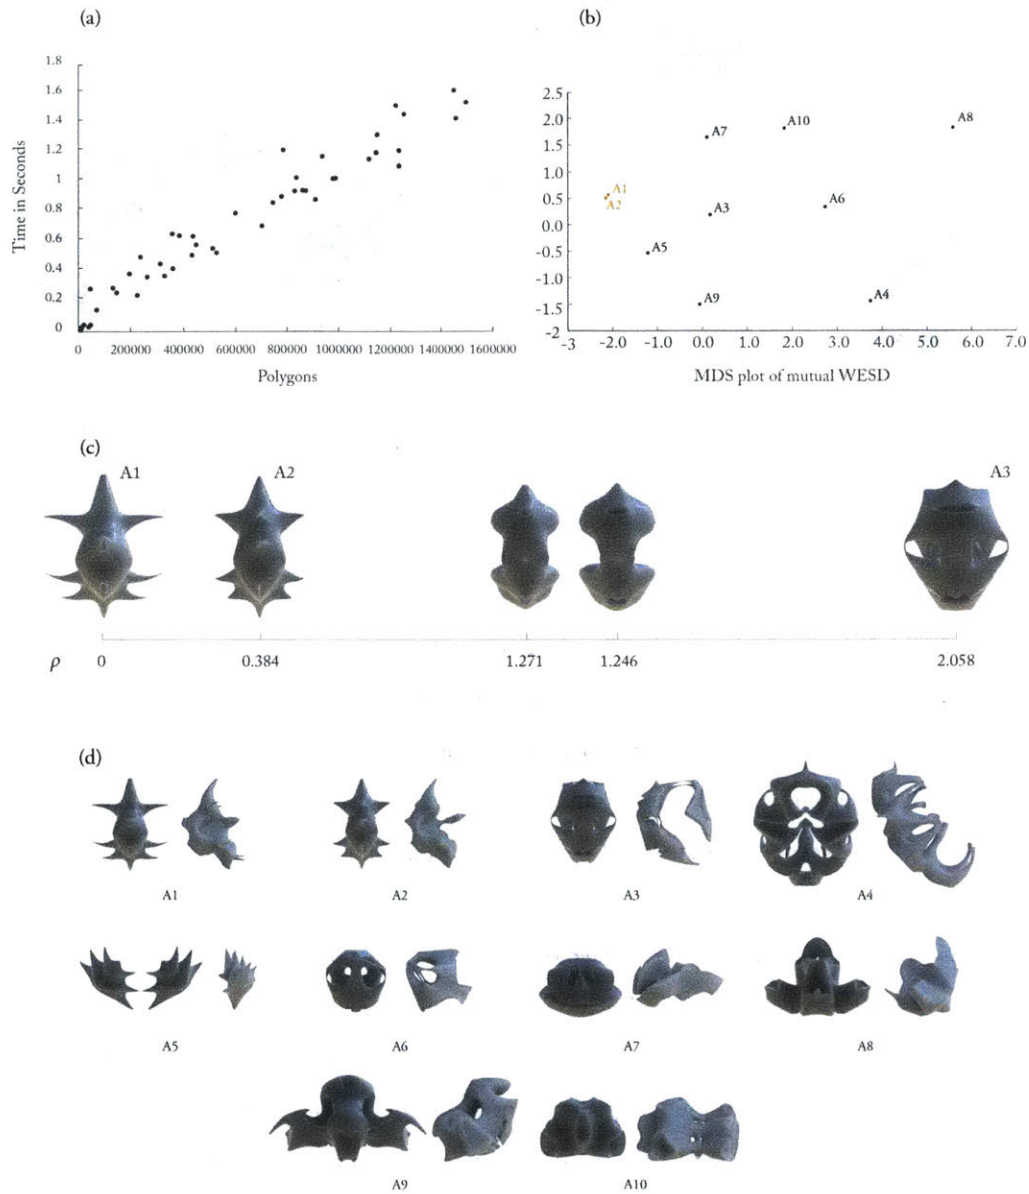 (a)
1.8
1.6
1.4
1.2
1
0.8
0.6
0.4
0.2
0
Time in Seconds
0 200000 400000 600000 800000 1000000 1200000 1400000 1600000
Polygons
(b)
2.5
2.0
1.5
1.0
0.5
0.0
-0.5
-1.0
-1.5
-2
-3 -2.0 -1.0 0.0 1.0 2.0 3.0 4.0 5.0 6.0 7.0
A7
A10
A8
A1
A2
A3
A6
A5
A9
A4
MDS plot of mutual WESD
(c)
A1 A2 A3
ρ 0 0.384 1.271 1.246 2.058
(d)
A1 A2 A3 A4
A5 A6 A7 A8
A9 A10